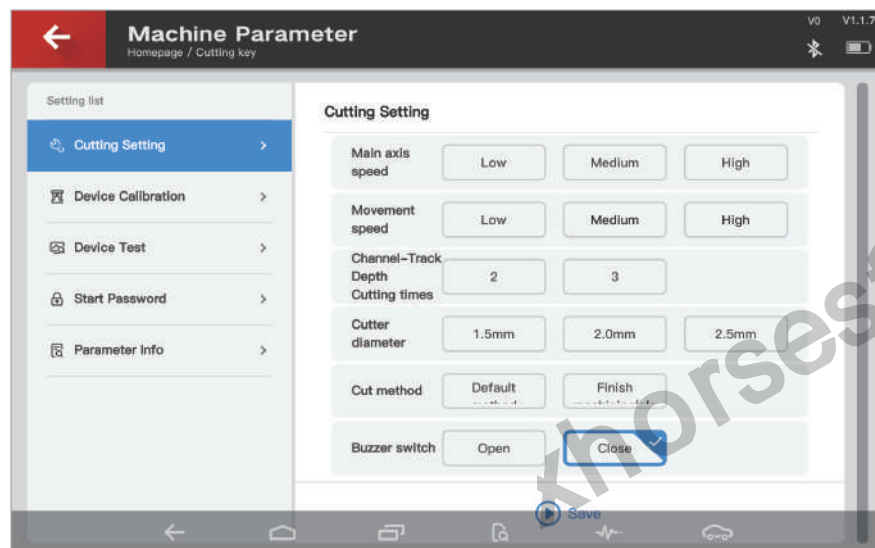 Machine Parameter
Homepage / Cutting key
V0 V1.1.7
Setting list
Cutting Setting
Device Calibration
Device Test
Start Password
Parameter Info
Cutting Setting
Main axis
speed
Low Medium High
Movement
speed
Low Medium High
Channel-Track
Depth
Cutting times
2 3
Cutter
diameter
1.5mm 2.0mm 2.5mm
Cut method
Default
Finish
Buzzer switch
Open Close
Save